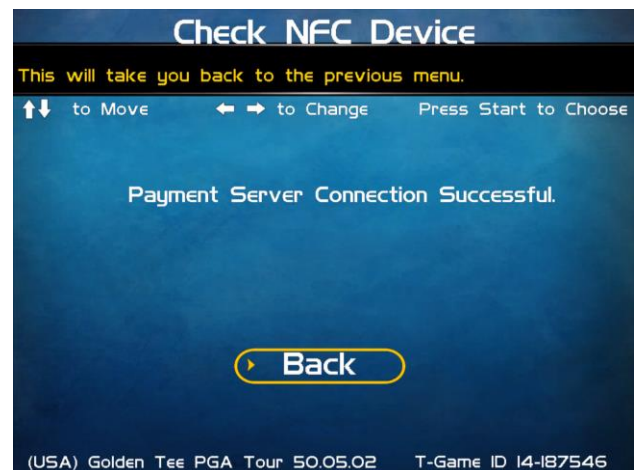 Check NFC Device
This will take you back to the previous menu.
to Move to Change Press Start to Choose
Payment Server Connection Successful.
Back
(USA) Golden Tee PGA Tour 50.05.02 T-Game ID 14-187546